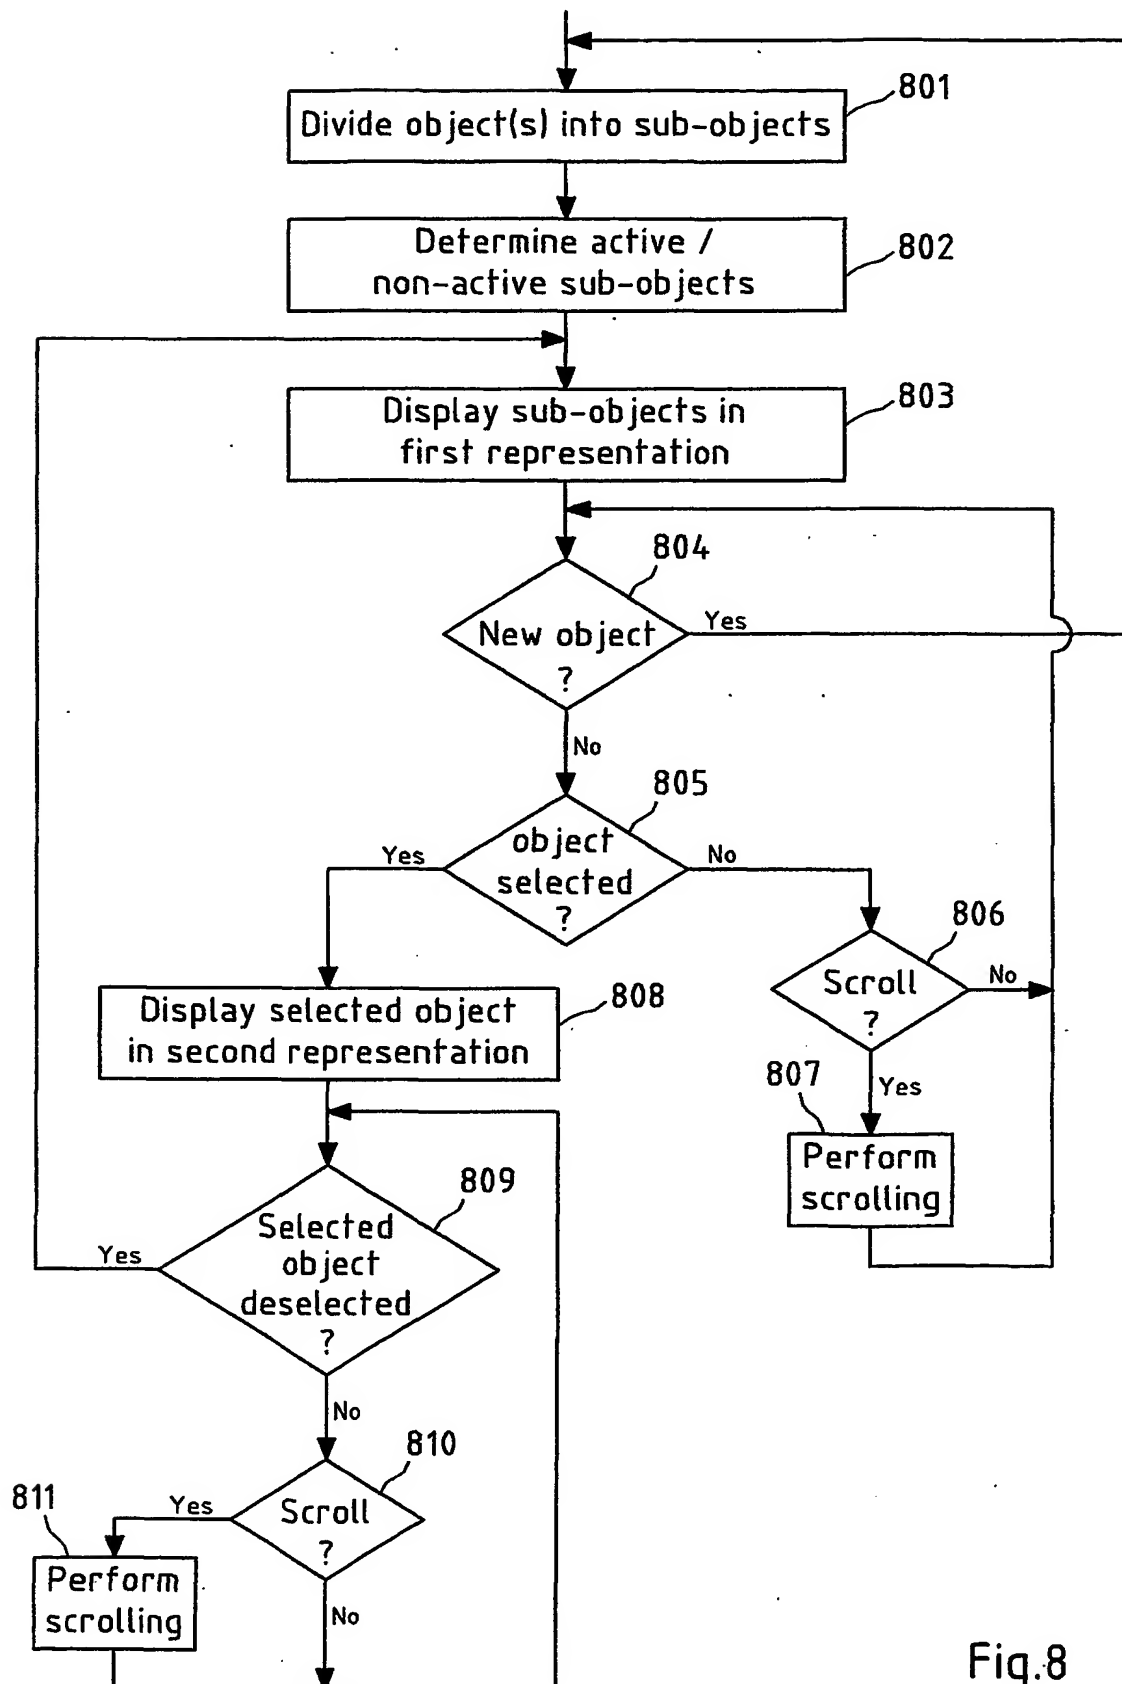 801
Divide object(s) into sub-objects
Determine active /
non-active sub-objects
802
Display sub-objects in
first representation
803
804
New object
?
Yes
No
805
object
selected
?
Yes
No
806
Scroll
?
No
Yes
807
Perform
scrolling
Display selected object
in second representation
808
809
Selected
object
deselected
?
Yes
No
810
Scroll
?
Yes
No
811
Perform
scrolling
Fig.8